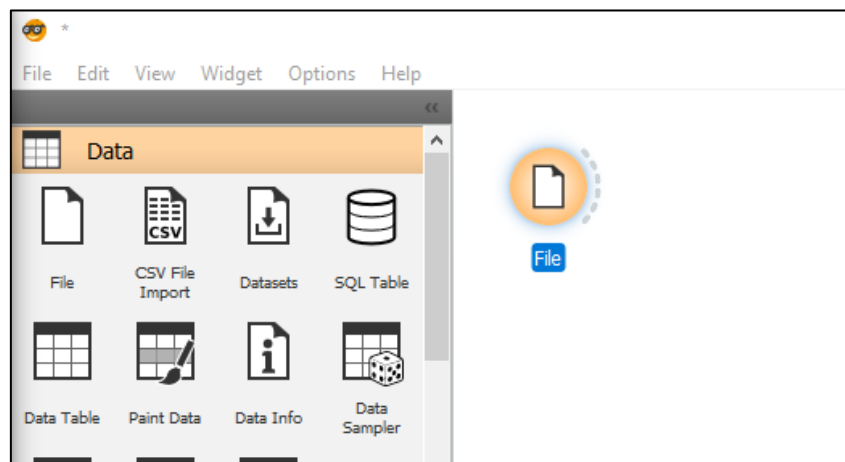 *
File Edit View Widget Options Help
«
Data
CSV
File
CSV File
Import
Datasets
SQL Table
File
i
Data Table
Paint Data
Data Info
Data
Sampler